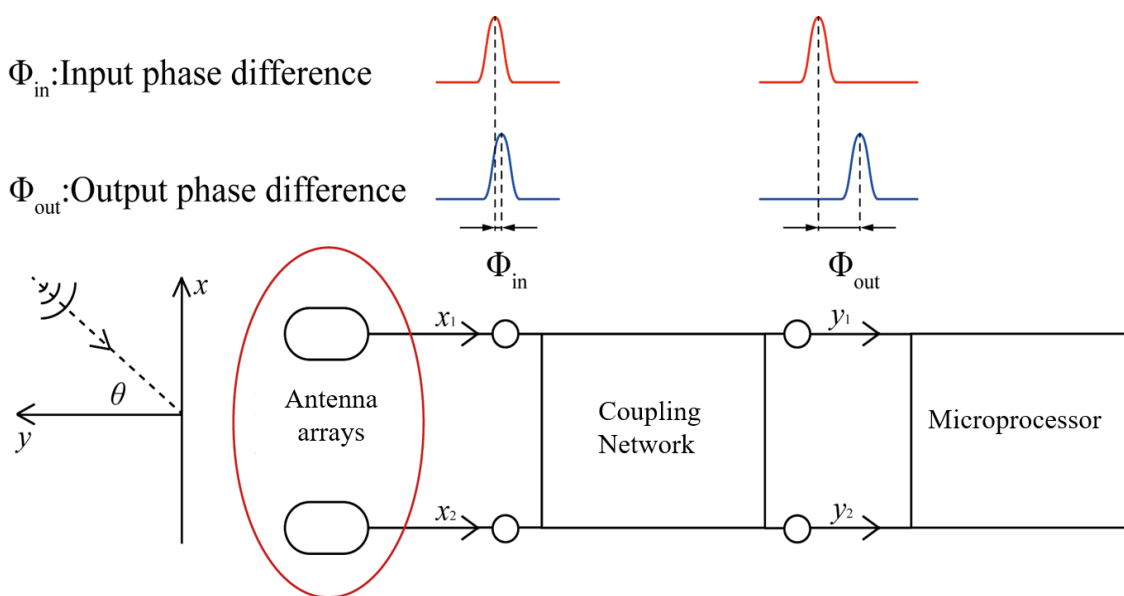 Φin:Input phase difference
Φout:Output phase difference
Φin
Φout
x
θ
y
Antenna
arrays
x1
x2
Coupling
Network
y1
y2
Microprocessor